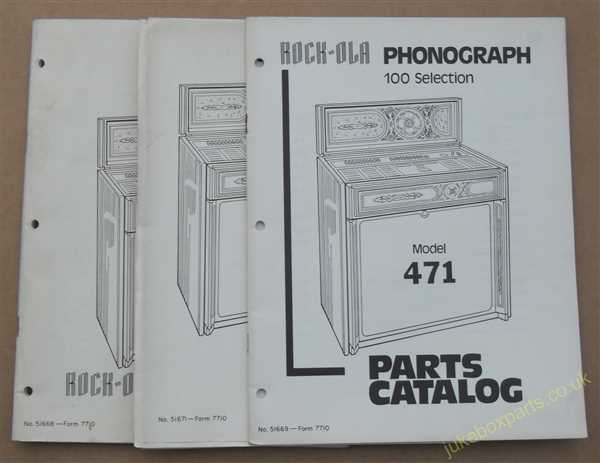 ROCK-OLA PHONOGRAPH
100 Selection
Model
471
PARTS
CATALOG
No. 51669—Form 7710
No. 51671—Form 7710
ROCK-OL
No. 51668—Form 7710
jukeboxparts.co.uk